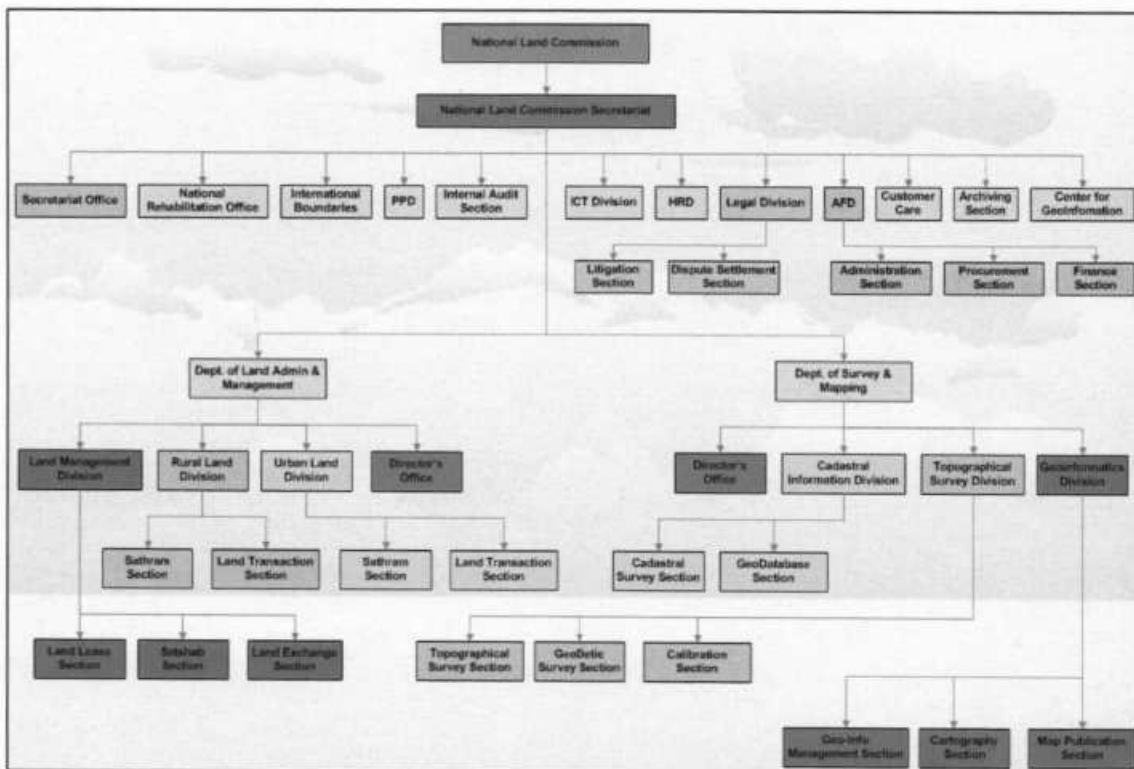 National Land Commission
National Land Commission Secretariat
Secretariat Office
National
Rehabilitation Office
International
Boundaries
PPD
Internal Audit
Section
ICT Division
HRD
Legal Division
AFD
Customer
Care
Archiving
Section
Center for
Geoinfomation
Litigation
Section
Dispute Settlement
Section
Administration
Section
Procurement
Section
Finance
Section
Dept. of Land Admin &
Management
Dept. of Survey &
Mapping
Land Management
Division
Rural Land
Division
Urban Land
Division
Director's
Office
Director's
Office
Cadastral
Information Division
Topographical
Survey Division
Geoinformatics
Division
Sathram
Section
Land Transaction
Section
Sathram
Section
Land Transaction
Section
Cadastral
Survey Section
GeoDatabase
Section
Land Lease
Section
Satshab
Section
Land Exchange
Section
Topographical
Survey Section
GeoDetic
Survey Section
Calibration
Section
Geo-Info
Management Section
Cartography
Section
Map Publication
Section